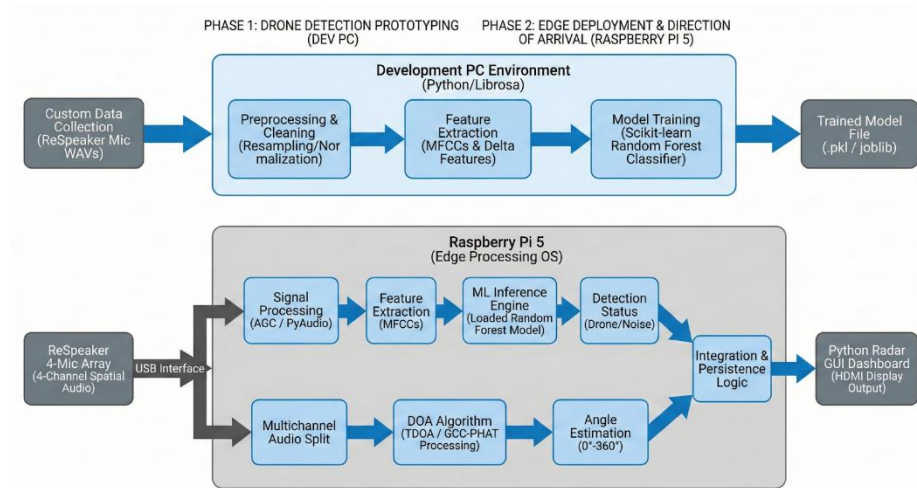 PHASE 1: DRONE DETECTION PROTOTYPING
(DEV PC)
PHASE 2: EDGE DEPLOYMENT & DIRECTION
OF ARRIVAL (RASPBERRY PI 5)
Development PC Environment
(Python/Librosa)
Custom Data
Collection
(ReSpeaker Mic
WAVs)
Preprocessing &
Cleaning
(Resampling/Nor
malization)
Feature
Extraction
(MFCCs & Delta
Features)
Model Training
(Scikit-learn
Random Forest
Classifier)
Trained Model
File
(.pkl / joblib)
Raspberry Pi 5
(Edge Processing OS)
ReSpeaker
4-Mic Array
(4-Channel Spatial
Audio)
USB Interface
Signal
Processing
(AGC / PyAudio)
Feature
Extraction
(MFCCs)
ML Inference
Engine
(Loaded Random
Forest Model)
Detection
Status
(Drone/Noise)
Multichannel
Audio Split
DOA Algorithm
(TDOA / GCC-PHAT
Processing)
Angle
Estimation
(0°-360°)
Integration &
Persistence
Logic
Python Radar
GUI Dashboard
(HDMI Display
Output)